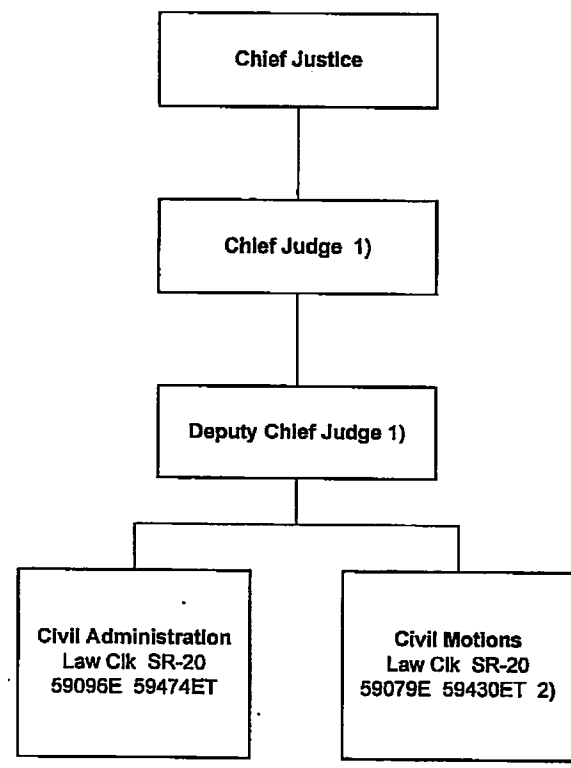 Chief Justice
Chief Judge 1)
Deputy Chief Judge 1)
Civil Administration
Law Clk SR-20
59096E 59474ET
Civil Motions
Law Clk SR-20
59079E 59430ET 2)